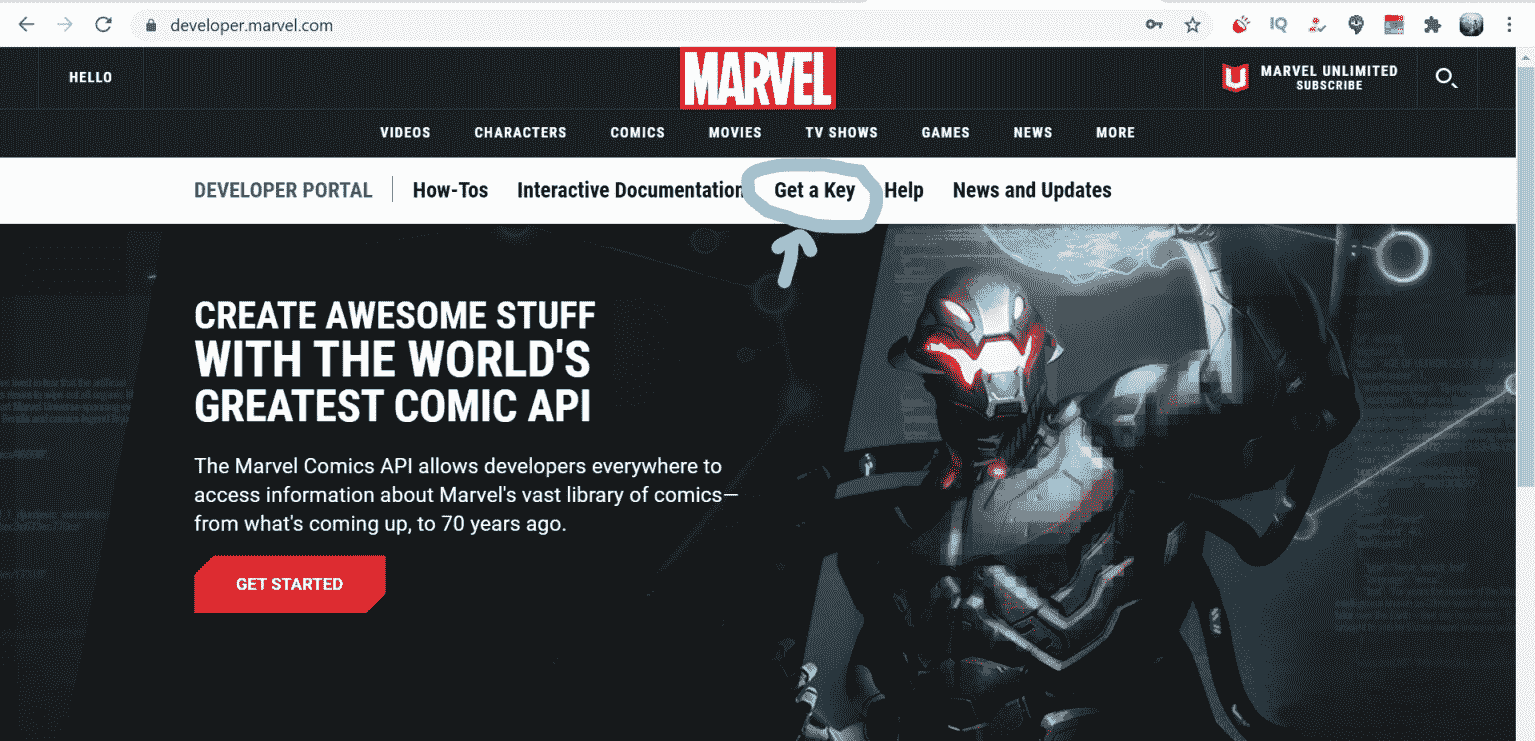 developer.marvel.com
IQ
HELLO
MARVEL
U
MARVEL UNLIMITED
SUBSCRIBE
VIDEOS CHARACTERS COMICS MOVIES TV SHOWS GAMES NEWS MORE
DEVELOPER PORTAL How-Tos Interactive Documentation Get a Key Help News and Updates
CREATE AWESOME STUFF
WITH THE WORLD'S
GREATEST COMIC API
The Marvel Comics API allows developers everywhere to
access information about Marvel's vast library of comics—
from what's coming up, to 70 years ago.
GET STARTED